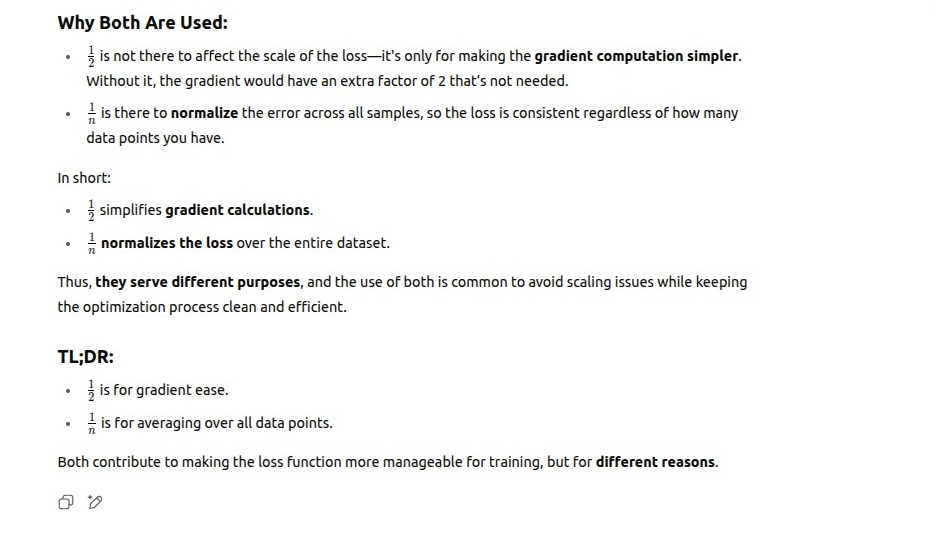 Why Both Are Used:
1/2 is not there to affect the scale of the loss—it's only for making the gradient computation simpler.
Without it, the gradient would have an extra factor of 2 that's not needed.
1/n is there to normalize the error across all samples, so the loss is consistent regardless of how many
data points you have.
In short:
1/2 simplifies gradient calculations.
1/n normalizes the loss over the entire dataset.
Thus, they serve different purposes, and the use of both is common to avoid scaling issues while keeping
the optimization process clean and efficient.
TL;DR:
1/2 is for gradient ease.
1/n is for averaging over all data points.
Both contribute to making the loss function more manageable for training, but for different reasons.